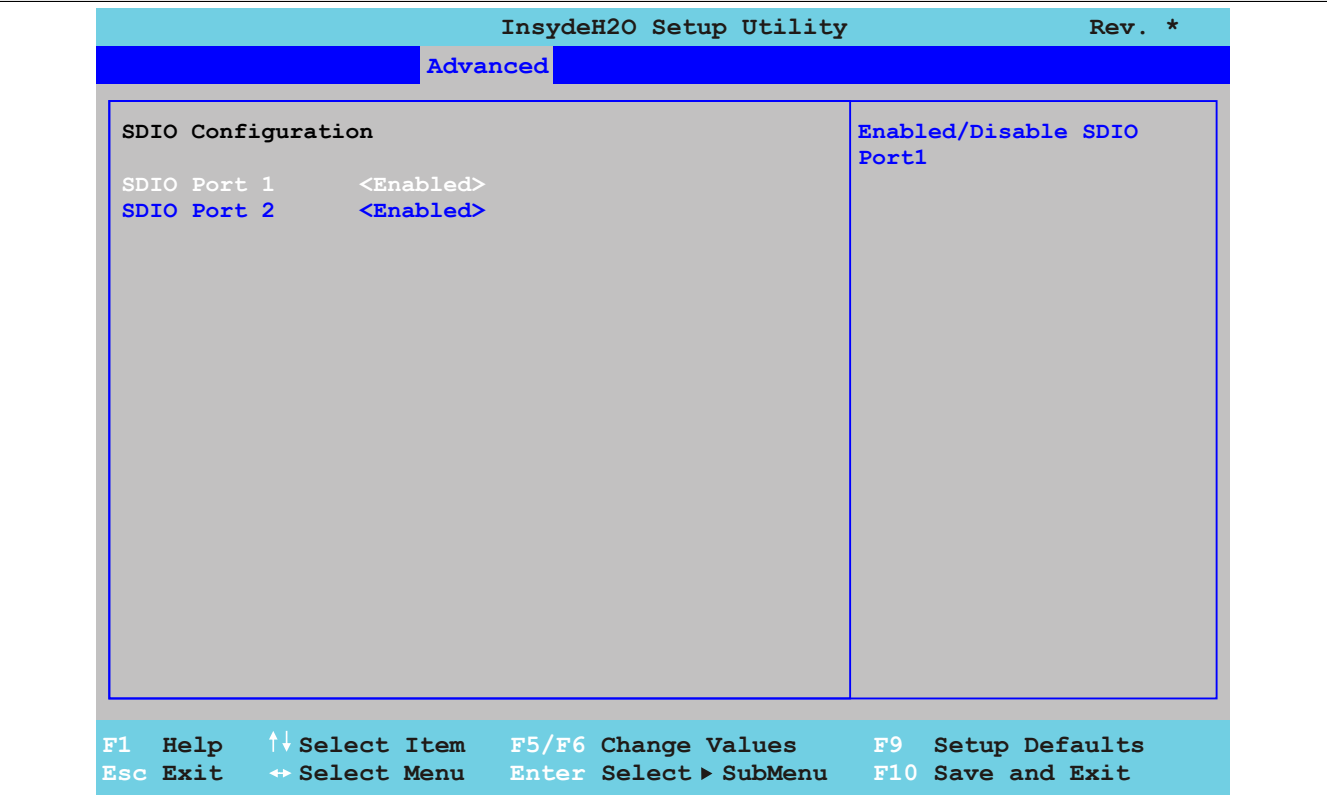 InsydeH2O Setup Utility Rev. *
Advanced
SDIO Configuration
SDIO Port 1 <Enabled>
SDIO Port 2 <Enabled>
Enabled/Disable SDIO
Port1
F1 Help ↑↓ Select Item F5/F6 Change Values F9 Setup Defaults
Esc Exit ↔ Select Menu Enter Select ▶ SubMenu F10 Save and Exit